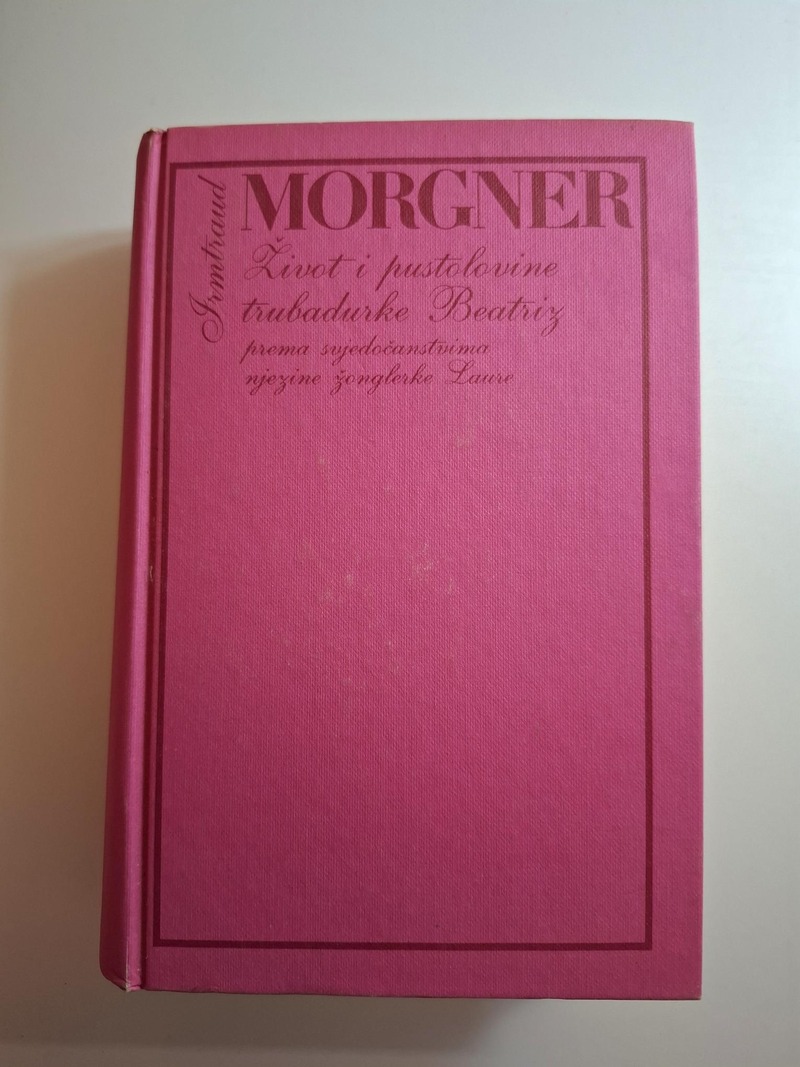 Irmtraud
MORGNER
Život i pustolovine
trubadurke Beatriz
prema svjedočanstvima
njezine žonglerke Laure